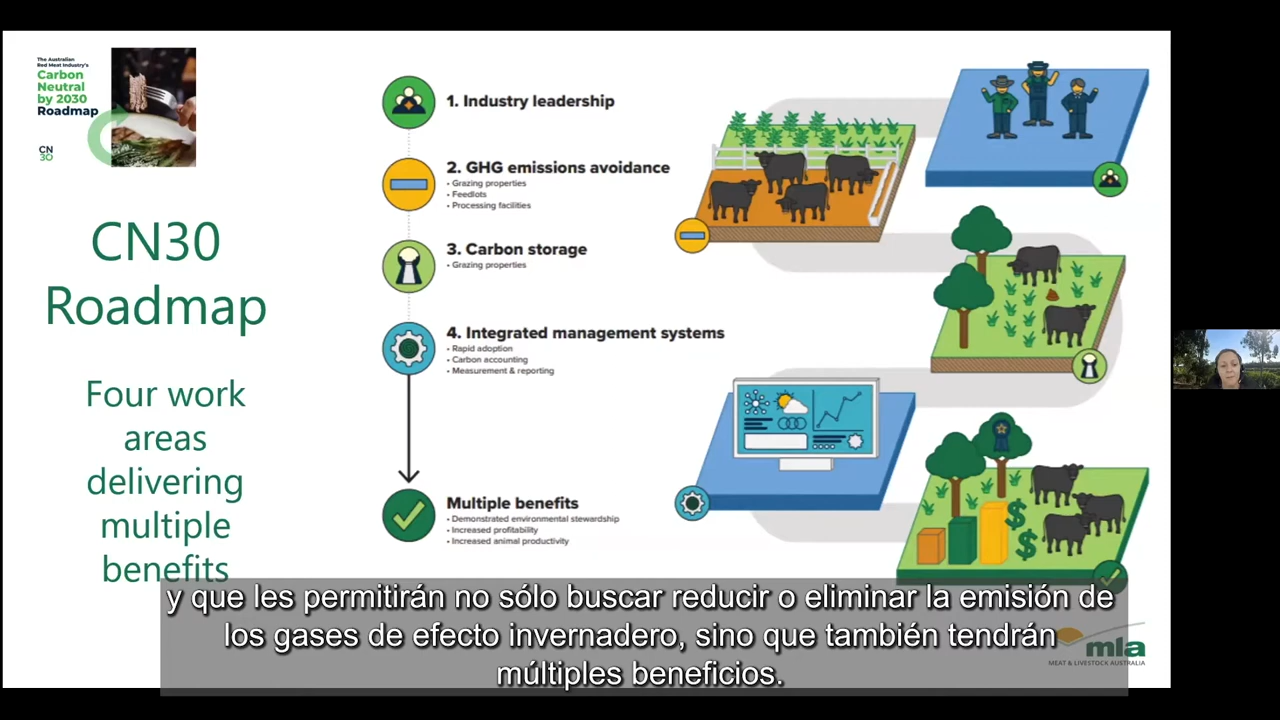 The Australian
Red Meat Industry's
Carbon
Neutral
by 2030
Roadmap
CN
30
CN30
Roadmap
Four work
areas
delivering
multiple
benefits
1. Industry leadership
2. GHG emissions avoidance
• Grazing properties
• Feedlots
• Processing facilities
3. Carbon storage
• Grazing properties
4. Integrated management systems
• Rapid adoption
• Carbon accounting
• Measurement & reporting
Multiple benefits
• Demonstrated environmental stewardship
• Increased profitability
• Increased animal productivity
$
$
mla
MEAT & LIVESTOCK AUSTRALIA
y que les permitirán no sólo buscar reducir o eliminar la emisión de
los gases de efecto invernadero, sino que también tendrán
múltiples beneficios.